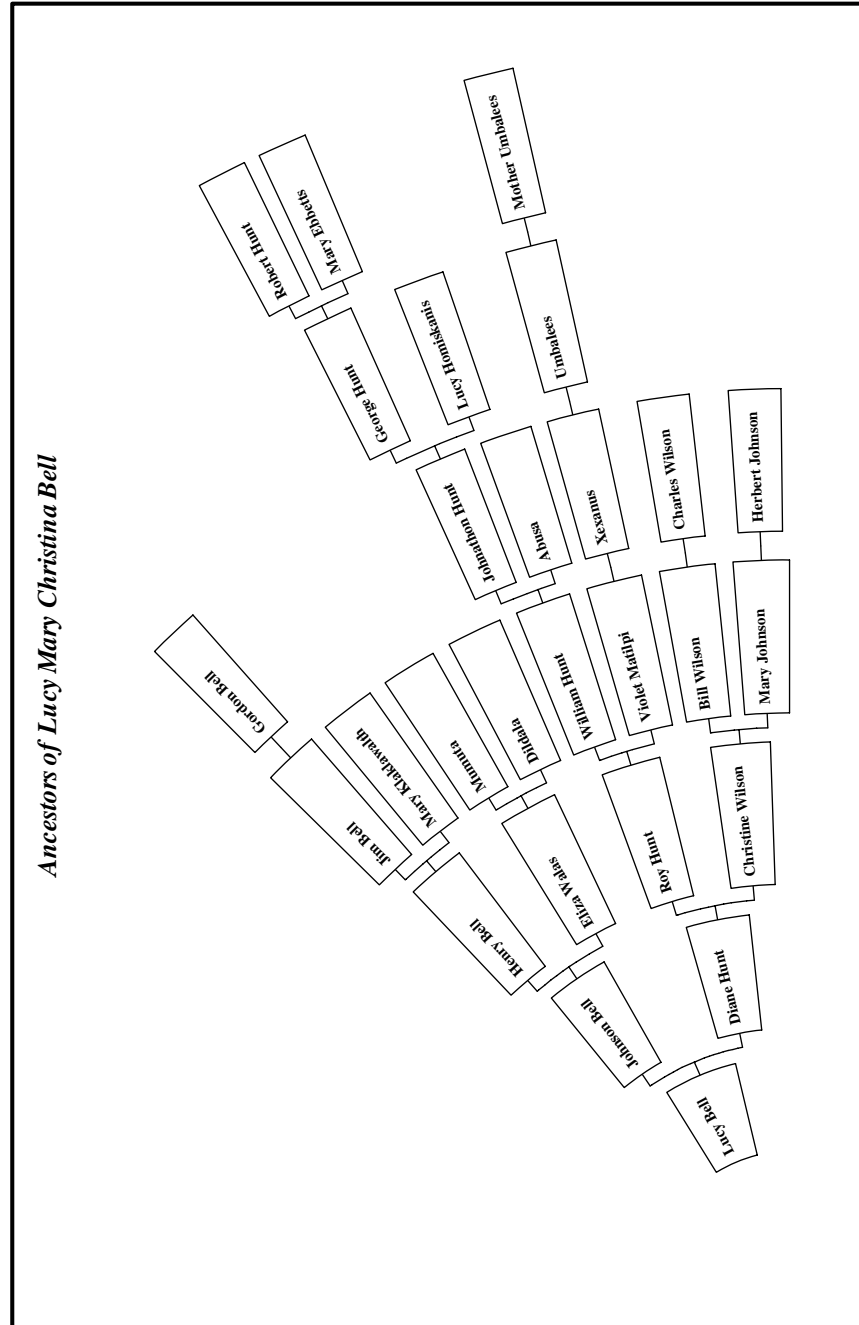 Ancestors of Lucy Mary Christina Bell
Robert Hunt
Mary Ebbetts
Mother Umbalees
George Hunt
Lucy Homiskanis
Umbalees
Johnathon Hunt
Abusa
Xexanus
Charles Wilson
Herbert Johnson
Gordon Bell
Jim Bell
Mary Klaklawalth
Mumuta
Dildala
William Hunt
Violet Matilpi
Bill Wilson
Mary Johnson
Henry Bell
Eliza Walas
Roy Hunt
Christine Wilson
Johnson Bell
Diane Hunt
Lucy Bell